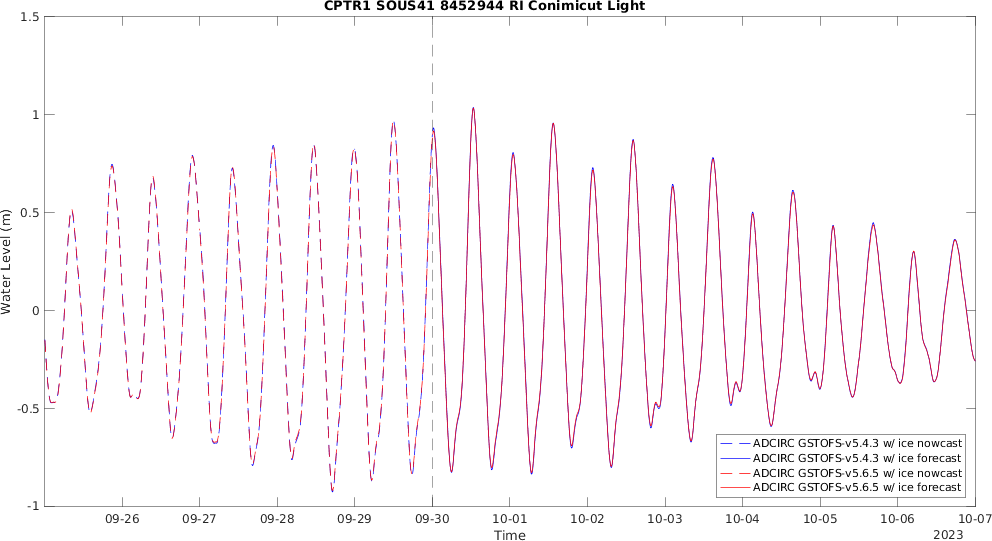 CPTR1 SOUS41 8452944 RI Conimicut Light
1.5
1
0.5
0
-0.5
-1
Water Level (m)
09-26
09-27
09-28
09-29
09-30
10-01
10-02
10-03
10-04
10-05
10-06
10-07
Time
2023
ADCIRC GSTOFS-v5.4.3 w/ ice nowcast
ADCIRC GSTOFS-v5.4.3 w/ ice forecast
ADCIRC GSTOFS-v5.6.5 w/ ice nowcast
ADCIRC GSTOFS-v5.6.5 w/ ice forecast